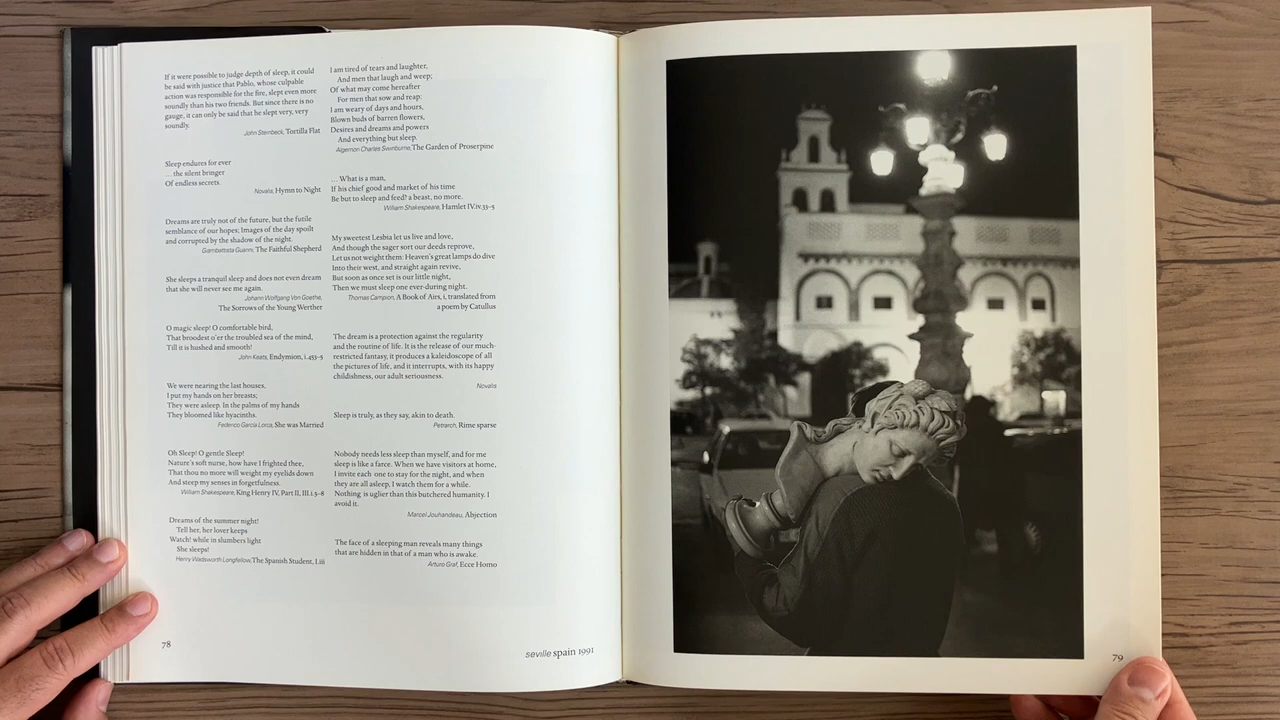 If it were possible to judge depth of sleep, it could
be said with justice that Pablo, whose culpable
action was responsible for the fire, slept even more
soundly than his two friends. But since there is no
gauge, it can only be said that he slept very, very
soundly.
John Steinbeck, Tortilla Flat
Sleep endures for ever
... the silent bringer
Of endless secrets.
Novalis, Hymn to Night
Dreams are truly not of the future, but the futile
semblance of our hopes; Images of the day spoilt
and corrupted by the shadow of the night.
Giambattista Guarini, The Faithful Shepherd
She sleeps a tranquil sleep and does not even dream
that she will never see me again.
Johann Wolfgang Von Goethe,
The Sorrows of the Young Werther
O magic sleep! O comfortable bird,
That broodest o'er the troubled sea of the mind,
Till it is hushed and smooth!
John Keats, Endymion, i.453–5
We were nearing the last houses,
I put my hands on her breasts;
They were asleep. In the palms of my hands
They bloomed like hyacinths.
Federico García Lorca, She was Married
Oh Sleep! O gentle Sleep!
Nature's soft nurse, how have I frighted thee,
That thou no more will weight my eyelids down
And steep my senses in forgetfulness.
William Shakespeare, King Henry IV, Part II, III.i.5–8
Dreams of the summer night!
Tell her, her lover keeps
Watch! while in slumbers light
She sleeps!
Henry Wadsworth Longfellow, The Spanish Student, I.iii
I am tired of tears and laughter,
And men that laugh and weep;
Of what may come hereafter
For men that sow and reap:
I am weary of days and hours,
Blown buds of barren flowers,
Desires and dreams and powers
And everything but sleep.
Algernon Charles Swinburne, The Garden of Proserpine
... What is a man,
If his chief good and market of his time
Be but to sleep and feed? a beast, no more.
William Shakespeare, Hamlet IV.iv.33–5
My sweetest Lesbia let us live and love,
And though the sager sort our deeds reprove,
Let us not weight them: Heaven's great lamps do dive
Into their west, and straight again revive,
But soon as once set is our little night,
Then we must sleep one ever-during night.
Thomas Campion, A Book of Airs, i, translated from
a poem by Catullus
The dream is a protection against the regularity
and the routine of life. It is the release of our much-
restricted fantasy, it produces a kaleidoscope of all
the pictures of life, and it interrupts, with its happy
childishness, our adult seriousness.
Novalis
Sleep is truly, as they say, akin to death.
Petrarch, Rime sparse
Nobody needs less sleep than myself, and for me
sleep is like a farce. When we have visitors at home,
I invite each one to stay for the night, and when
they are all asleep, I watch them for a while.
Nothing is uglier than this butchered humanity. I
avoid it.
Marcel Jouhandeau, Abjection
The face of a sleeping man reveals many things
that are hidden in that of a man who is awake.
Arturo Graf, Ecce Homo
78
seville spain 1991
79